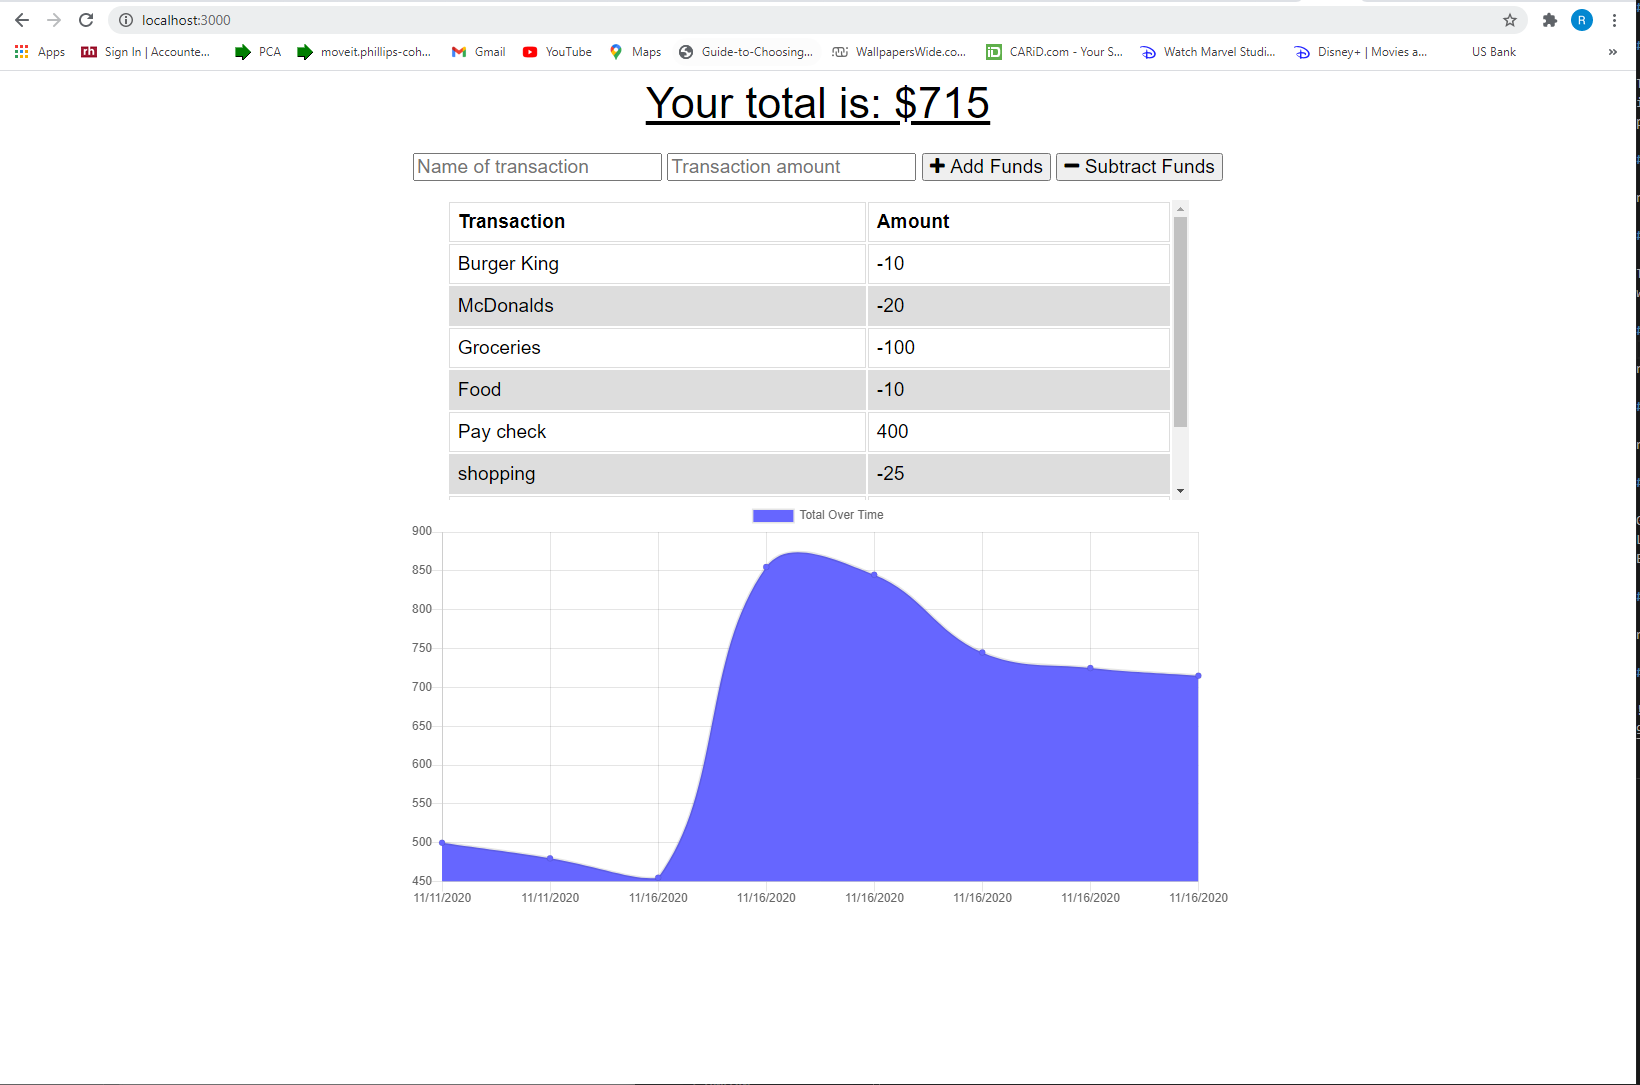 localhost:3000
R
Apps
rh Sign In | Accounte...
PCA
moveit.phillips-coh...
Gmail
YouTube
Maps
Guide-to-Choosing...
WallpapersWide.co...
iD CARiD.com - Your S...
Watch Marvel Studi...
Disney+ | Movies a...
US Bank
»
Your total is: $715
Name of transaction Transaction amount Add Funds Subtract Funds
Transaction Amount
Burger King -10
McDonalds -20
Groceries -100
Food -10
Pay check 400
shopping -25
Total Over Time
900
850
800
750
700
650
600
550
500
450
11/11/2020 11/11/2020 11/16/2020 11/16/2020 11/16/2020 11/16/2020 11/16/2020 11/16/2020